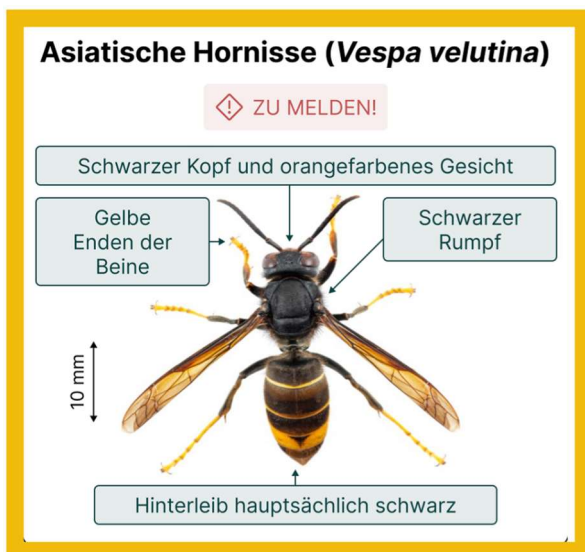 Asiatische Hornisse (Vespa velutina)
ZU MELDEN!
Schwarzer Kopf und orangefarbenes Gesicht
Gelbe
Enden der
Beine
Schwarzer
Rumpf
10 mm
Hinterleib hauptsächlich schwarz